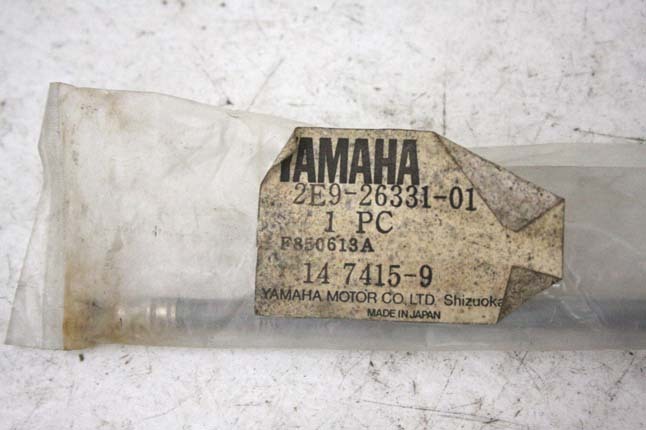 YAMAHA
2E9-26331-01
1 PC
F850613A
14 7415-9
YAMAHA MOTOR CO., LTD. Shizuoka
MADE IN JAPAN